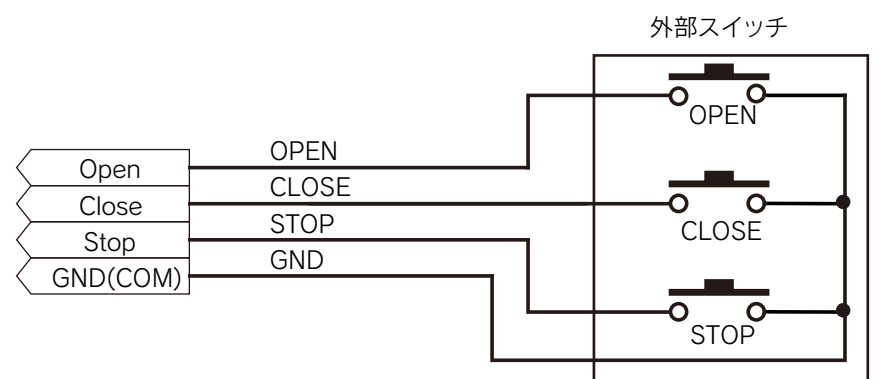 外部スイッチ
OPEN
OPEN
Open
CLOSE
Close
CLOSE
STOP
Stop
GND
GND(COM)
STOP